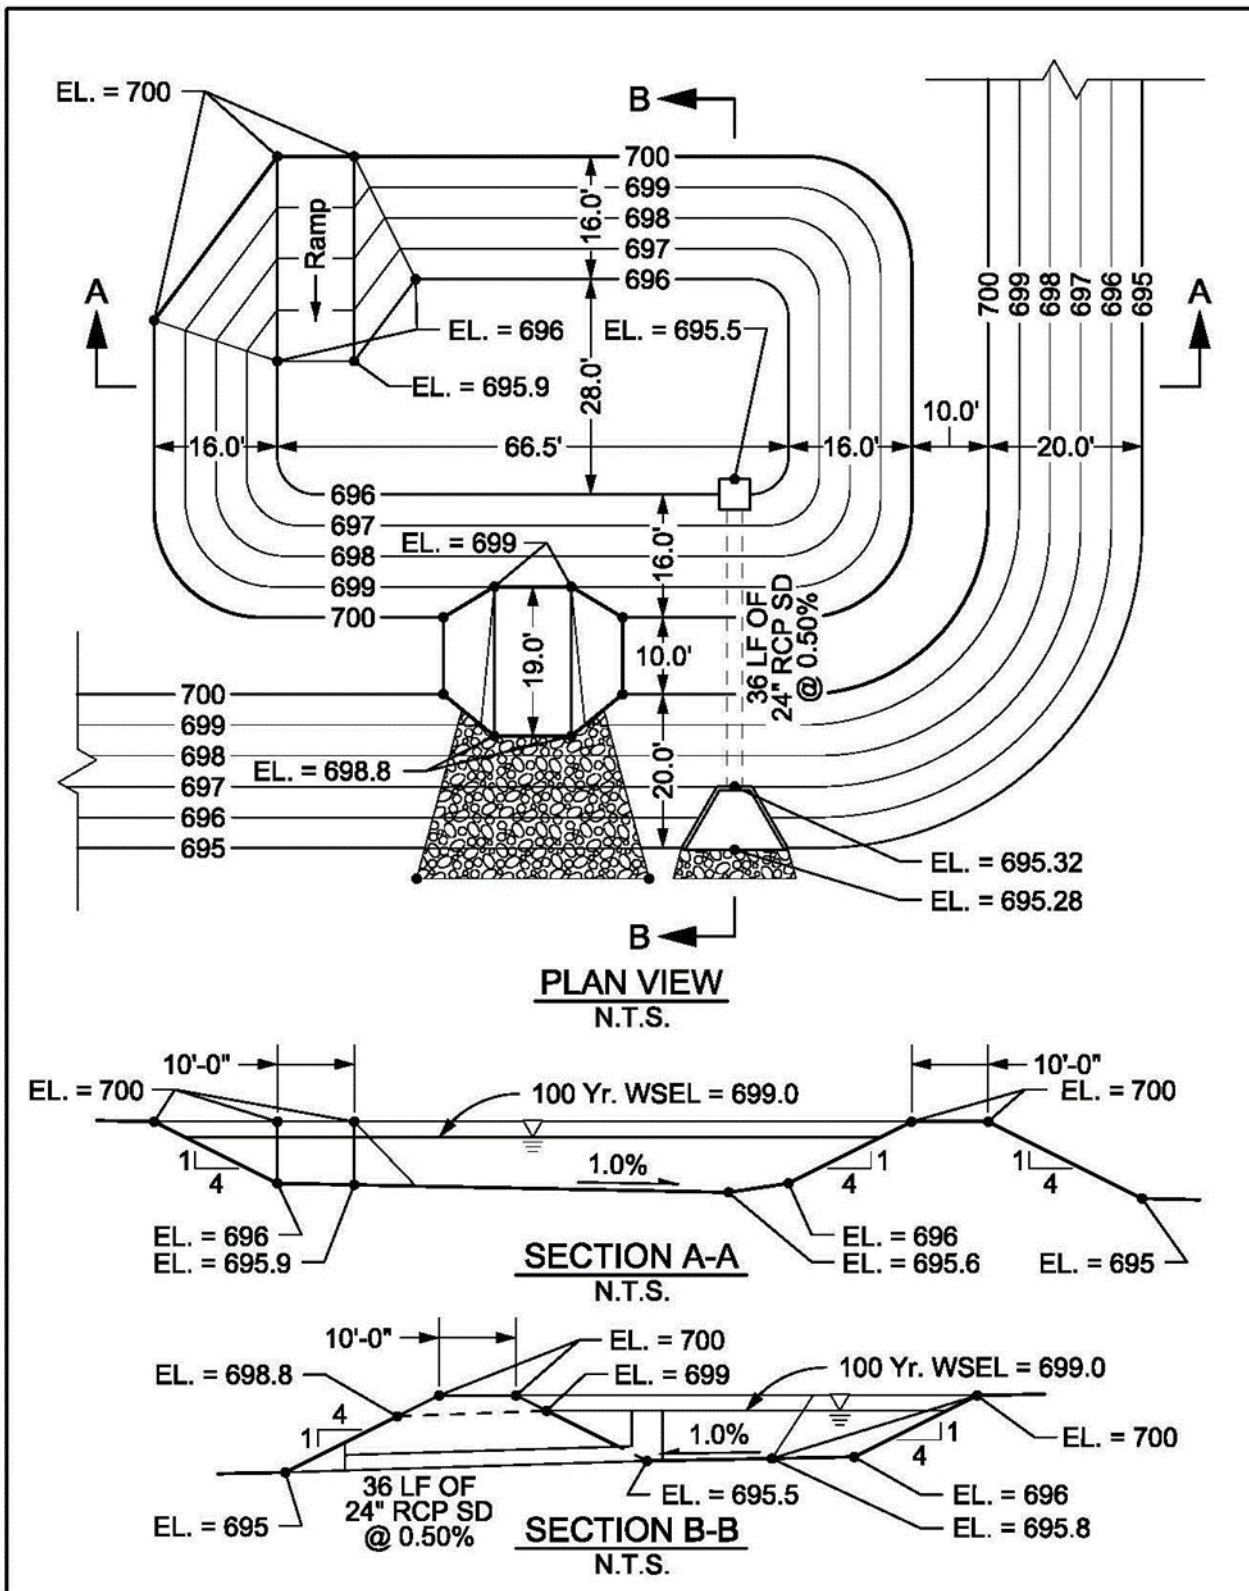 EL. = 700
B
700
699
698
697
696
16.0'
Ramp
A
700
699
698
697
696
695
A
EL. = 696
EL. = 695.5
EL. = 695.9
28.0'
10.0'
16.0'
66.5'
16.0'
20.0'
696
697
698
699
700
EL. = 699
16.0'
36 LF OF
24" RCP SD
@ 0.50%
19.0'
10.0'
700
699
698
697
696
695
EL. = 698.8
20.0'
EL. = 695.32
EL. = 695.28
B
PLAN VIEW
N.T.S.
10'-0"
10'-0"
EL. = 700
100 Yr. WSEL = 699.0
EL. = 700
1
4
1.0%
1
4
1
4
EL. = 696
EL. = 695.9
EL. = 696
EL. = 695.6
EL. = 695
SECTION A-A
N.T.S.
10'-0"
EL. = 700
EL. = 698.8
EL. = 699
100 Yr. WSEL = 699.0
4
1
1.0%
1
4
EL. = 700
36 LF OF
24" RCP SD
@ 0.50%
EL. = 695
EL. = 695.5
EL. = 696
EL. = 695.8
SECTION B-B
N.T.S.